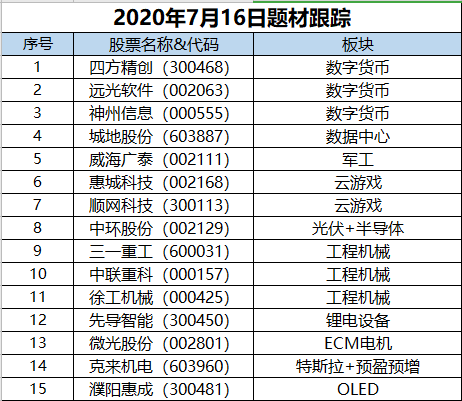 2020年7月16日题材跟踪
序号 股票名称&代码 板块
1 四方精创（300468） 数字货币
2 远光软件（002063） 数字货币
3 神州信息（000555） 数字货币
4 城地股份（603887） 数据中心
5 威海广泰（002111） 军工
6 惠城科技（002168） 云游戏
7 顺网科技（300113） 云游戏
8 中环股份（002129） 光伏+半导体
9 三一重工（600031） 工程机械
10 中联重科（000157） 工程机械
11 徐工机械（000425） 工程机械
12 先导智能（300450） 锂电设备
13 微光股份（002801） ECM电机
14 克来机电（603960） 特斯拉+预盈预增
15 濮阳惠成（300481） OLED